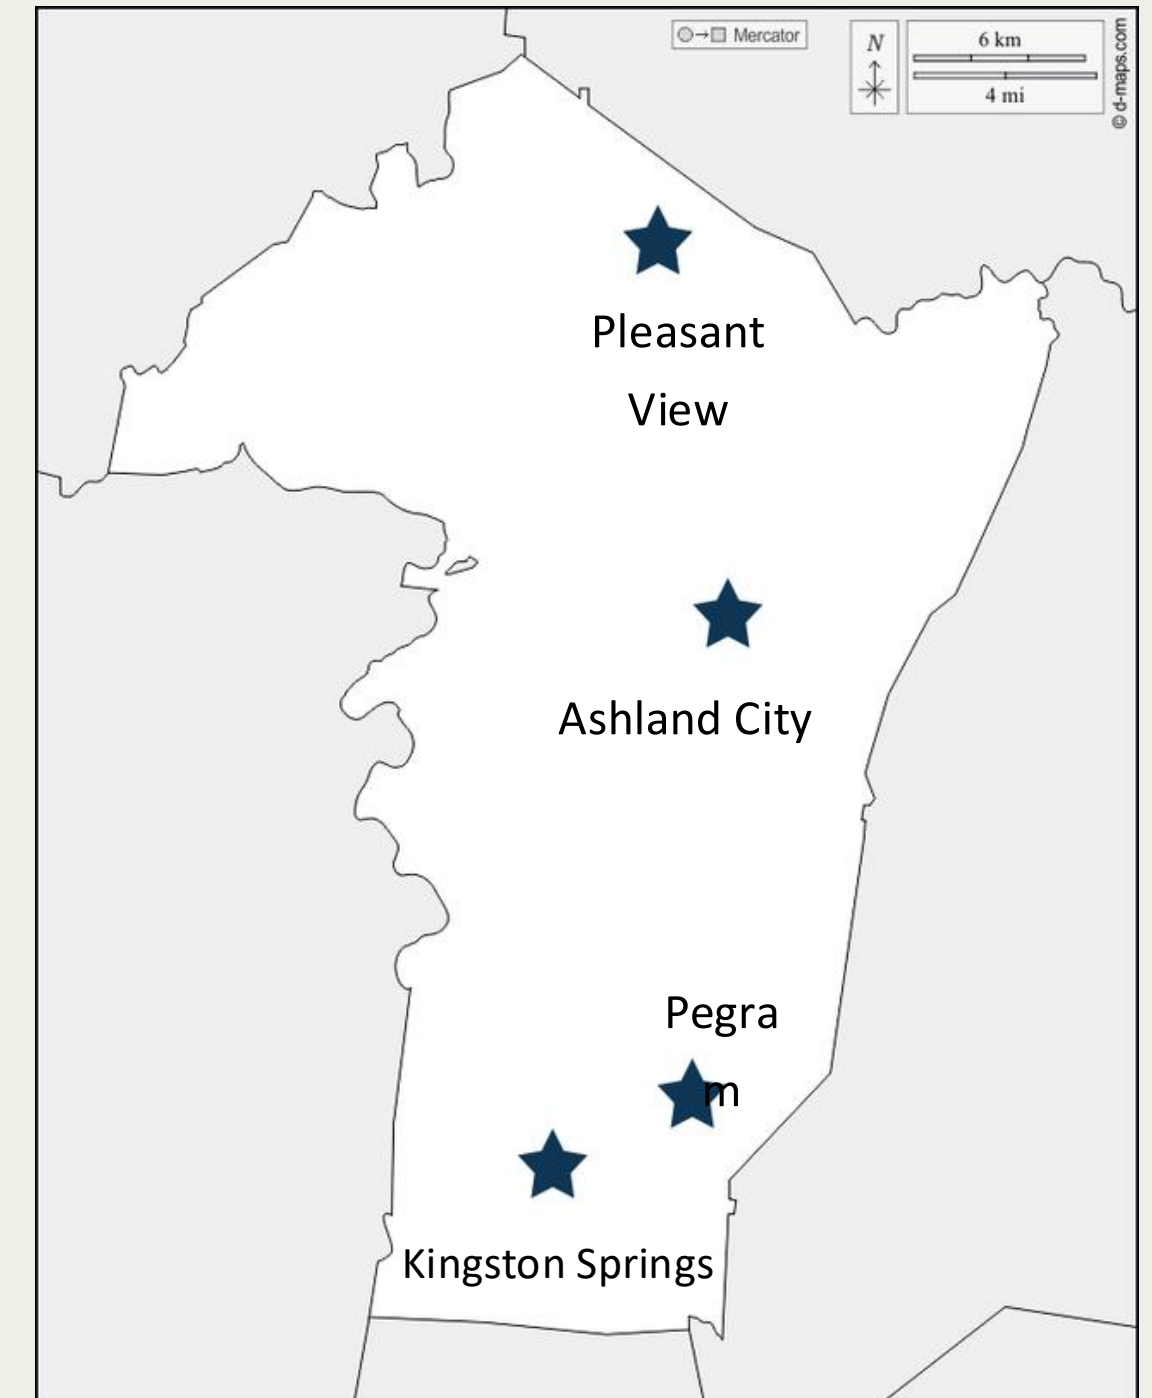 Mercator
N
6 km
4 mi
© d-maps.com
Pleasant
View
Ashland City
Pegra
m
Kingston Springs